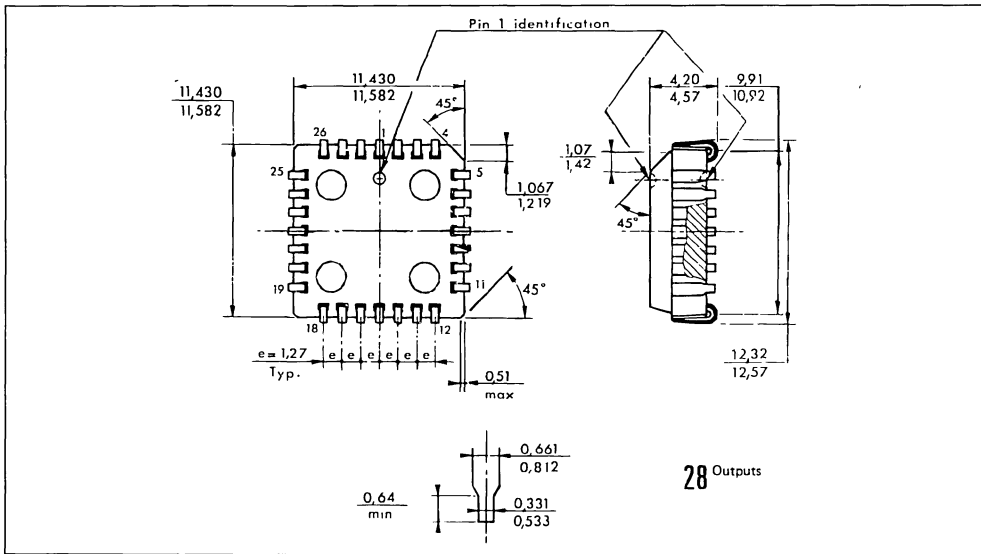 Pin 1 identification
11,430
11,582
11,430
11,582
45°
26
1
4
25
5
1,067
1,219
19
11
45°
18
12
e = 1,27
Typ.
e
e
e
e
e
0,51
max
4,20
4,57
9,91
10,92
1,07
1,42
45°
12,32
12,57
0,661
0,812
0,64
min
0,331
0,533
28 Outputs